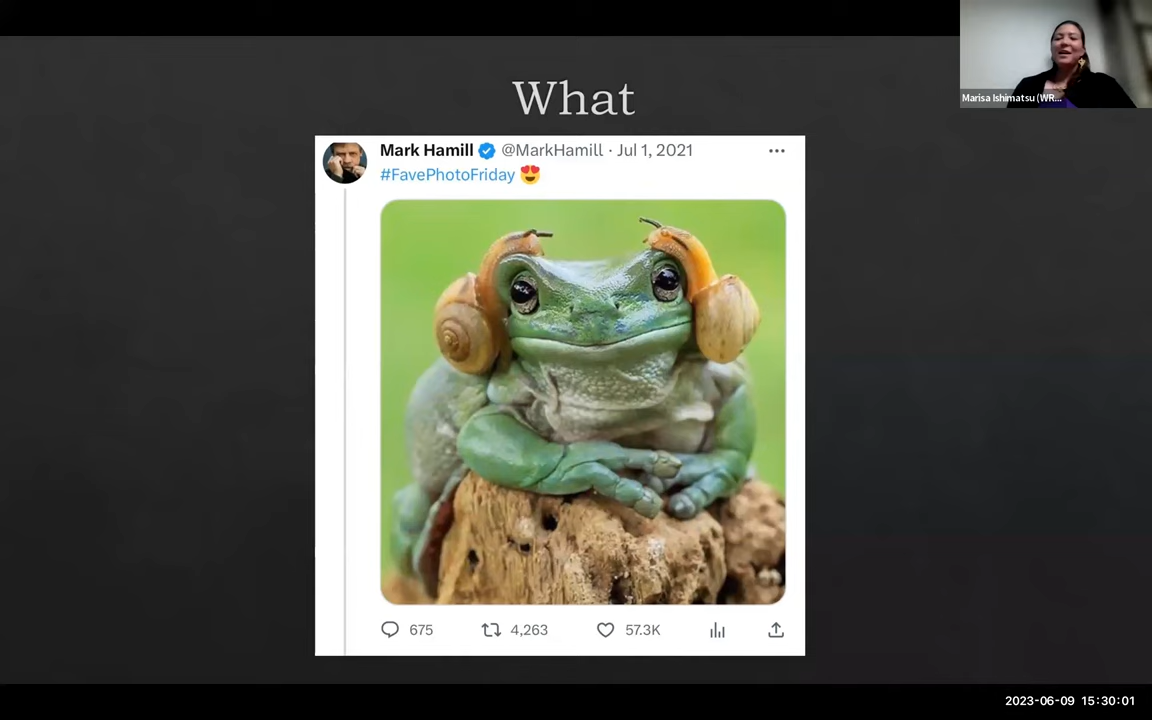 What
Marisa Ishimatsu (WR...
Mark Hamill @MarkHamill · Jul 1, 2021
#FavePhotoFriday 😍
675 4,263 57.3K
2023-06-09 15:30:01